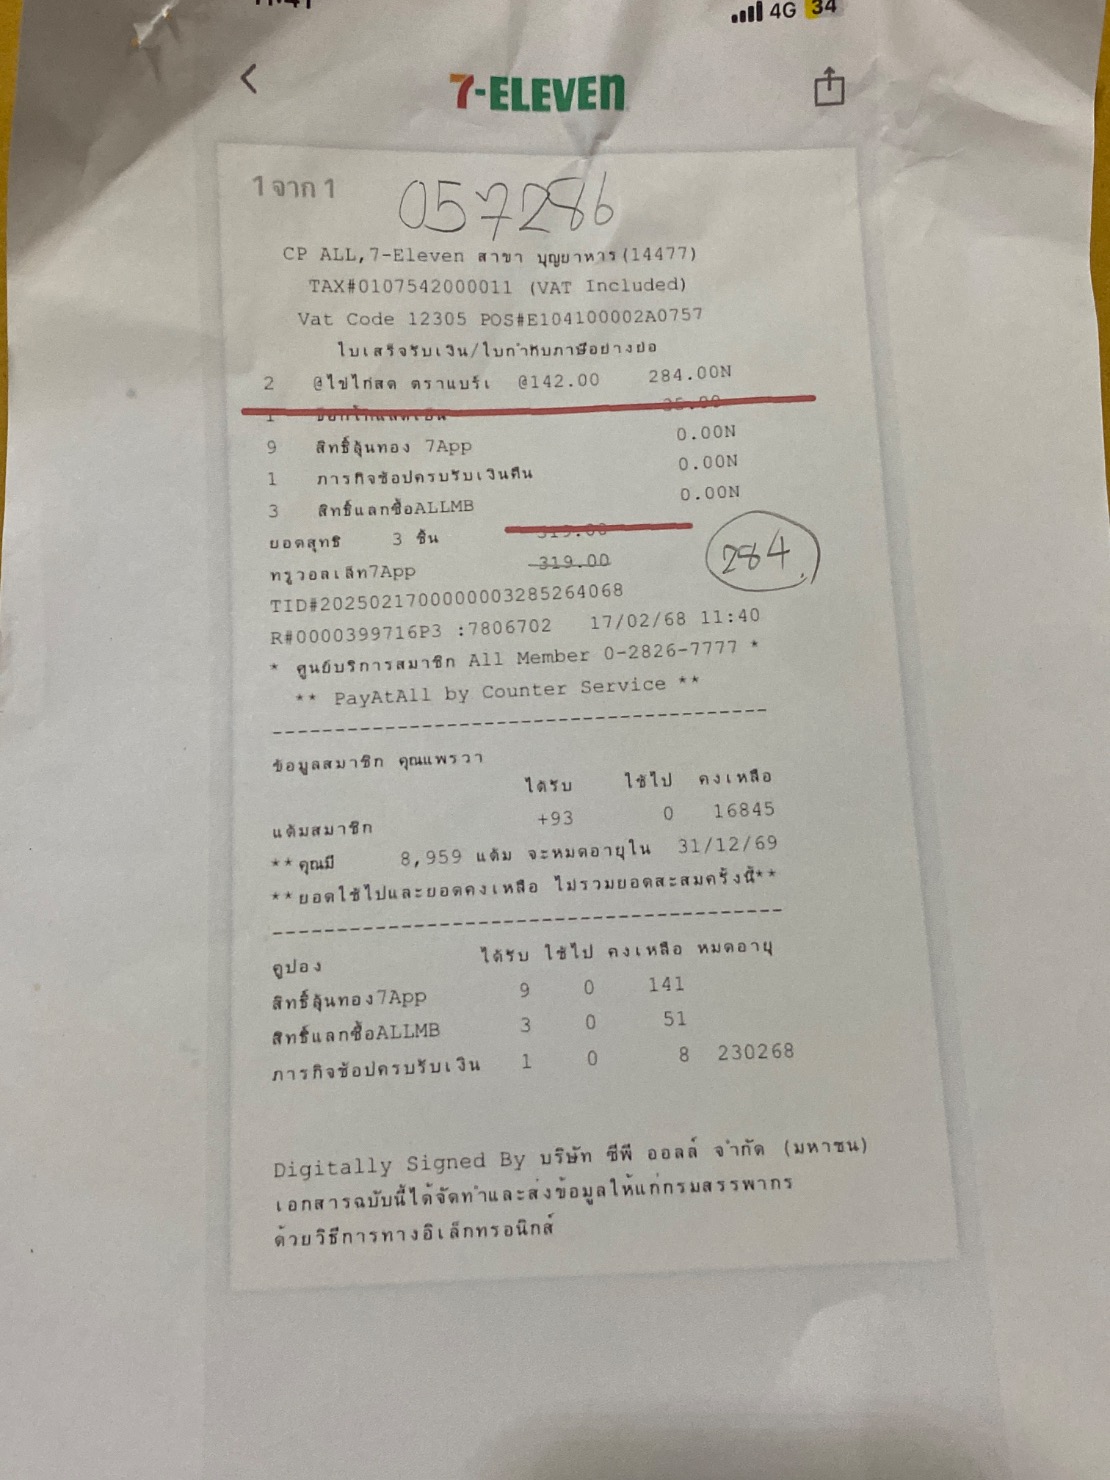 4G 34
7-ELEVEN
1 จาก 1
057286
CP ALL,7-Eleven สาขา บุญยาหาร(14477)
TAX#0107542000011 (VAT Included)
Vat Code 12305 POS#E104100002A0757
ใบเสร็จรับเงิน/ใบกำกับภาษีอย่างย่อ
2 @ไข่ไก่สด ตราแบร์เ @142.00 284.00N
1 ช็อกโกแลตเย็น 35.00
9 สิทธิ์ลุ้นทอง 7App 0.00N
1 ภารกิจช้อปครบรับเงินคืน 0.00N
3 สิทธิ์แลกซื้อALLMB 0.00N
ยอดสุทธิ 3 ชิ้น 319.00
ทรูวอลเล็ท7App 319.00
284
TID#2025021700000003285264068
R#0000399716P3 :7806702 17/02/68 11:40
* ศูนย์บริการสมาชิก All Member 0-2826-7777 *
** PayAtAll by Counter Service **
ข้อมูลสมาชิก คุณแพรวา
ได้รับ ใช้ไป คงเหลือ
แต้มสมาชิก +93 0 16845
**คุณมี 8,959 แต้ม จะหมดอายุใน 31/12/69
**ยอดใช้ไปและยอดคงเหลือ ไม่รวมยอดสะสมครั้งนี้**
คูปอง ได้รับ ใช้ไป คงเหลือ หมดอายุ
สิทธิ์ลุ้นทอง7App 9 0 141
สิทธิ์แลกซื้อALLMB 3 0 51
ภารกิจช้อปครบรับเงิน 1 0 8 230268
Digitally Signed By บริษัท ซีพี ออลล์ จำกัด (มหาชน)
เอกสารฉบับนี้ได้จัดทำและส่งข้อมูลให้แก่กรมสรรพากร
ด้วยวิธีการทางอิเล็กทรอนิกส์